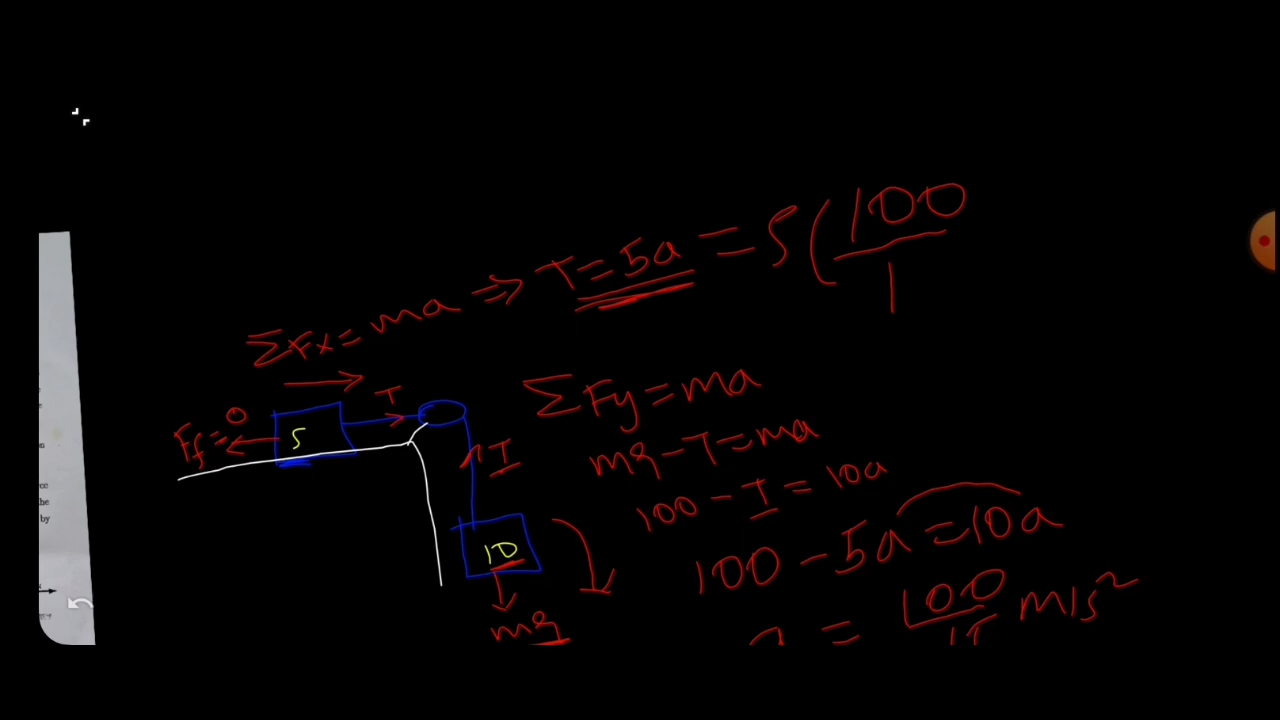 ΣFx = ma ⇒ T = 5a = 5(100/1
Ff = 0
5
T
T
10
mg
ΣFy = ma
mg - T = ma
100 - T = 10a
100 - 5a = 10a
a = 100/15 m/s²